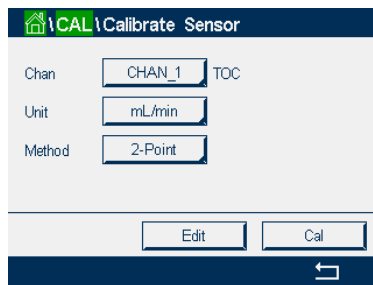 \CAL\Calibrate Sensor
Chan CHAN_1 TOC
Unit mL/min
Method 2-Point
Edit Cal